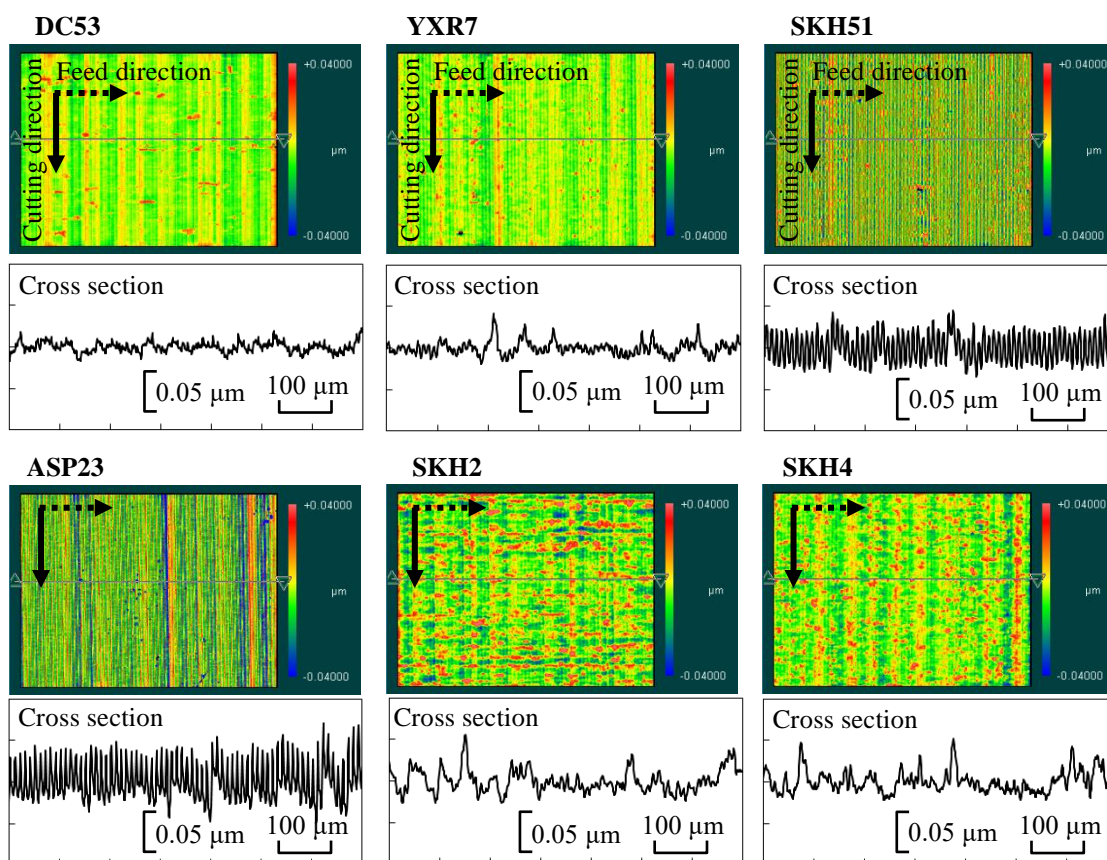 DC53
YXR7
SKH51
Cutting direction
Feed direction
+0.04000
µm
-0.04000
Cutting direction
Feed direction
+0.04000
µm
-0.04000
Cutting direction
Feed direction
+0.04000
µm
-0.04000
Cross section
0.05 µm
100 µm
Cross section
0.05 µm
100 µm
Cross section
0.05 µm
100 µm
ASP23
SKH2
SKH4
+0.04000
µm
-0.04000
+0.04000
µm
-0.04000
+0.04000
µm
-0.04000
Cross section
0.05 µm
100 µm
Cross section
0.05 µm
100 µm
Cross section
0.05 µm
100 µm